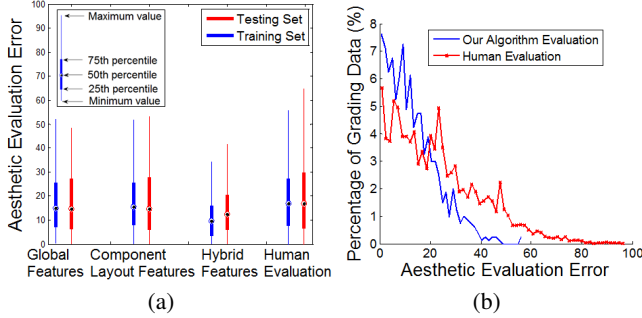 Aesthetic Evaluation Error
100
90
80
70
60
50
40
30
20
10
0
Maximum value
75th percentile
50th percentile
25th percentile
Minimum value
Testing Set
Training Set
Global
Features
Component
Layout Features
Hybrid
Features
Human
Evaluation
(a)
Percentage of Grading Data (%)
8
7
6
5
4
3
2
1
0
Our Algorithm Evaluation
Human Evaluation
0 20 40 60 80 100
Aesthetic Evaluation Error
(b)